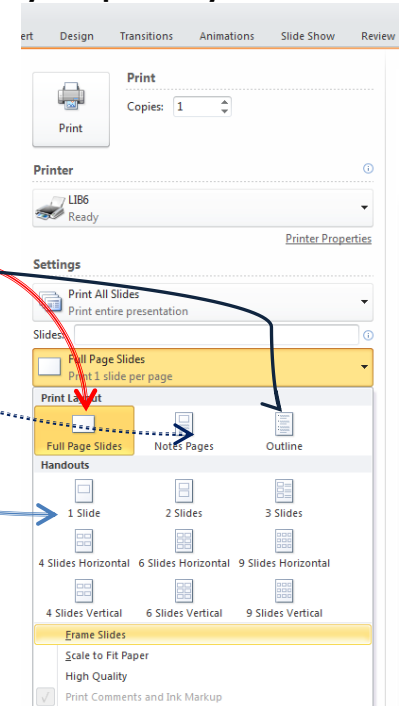 ert Design Transitions Animations Slide Show Review
Print
Copies: 1
Print
Printer
LIB6
Ready
Printer Properties
Settings
Print All Slides
Print entire presentation
Slides:
Full Page Slides
Print 1 slide per page
Print Layout
Full Page Slides Notes Pages Outline
Handouts
1 Slide 2 Slides 3 Slides
4 Slides Horizontal 6 Slides Horizontal 9 Slides Horizontal
4 Slides Vertical 6 Slides Vertical 9 Slides Vertical
Frame Slides
Scale to Fit Paper
High Quality
Print Comments and Ink Markup